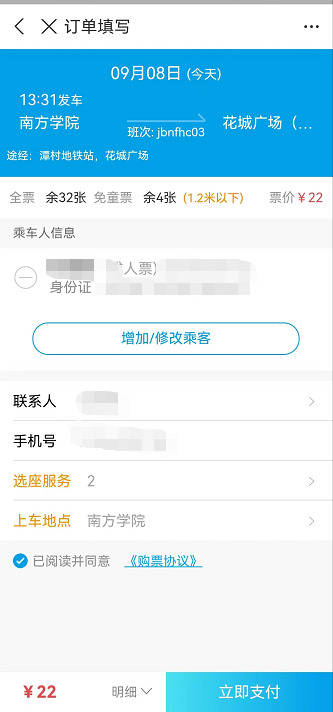 订单填写
09月08日 (今天)
13:31发车
南方学院
班次: jbnfhc03
花城广场（...
途经：潭村地铁站，花城广场
全票 余32张 免童票 余4张 (1.2米以下) 票价￥22
乘车人信息
人票)
身份证
增加/修改乘客
联系人
手机号
选座服务 2
上车地点 南方学院
已阅读并同意 《购票协议》
￥22 明细 立即支付